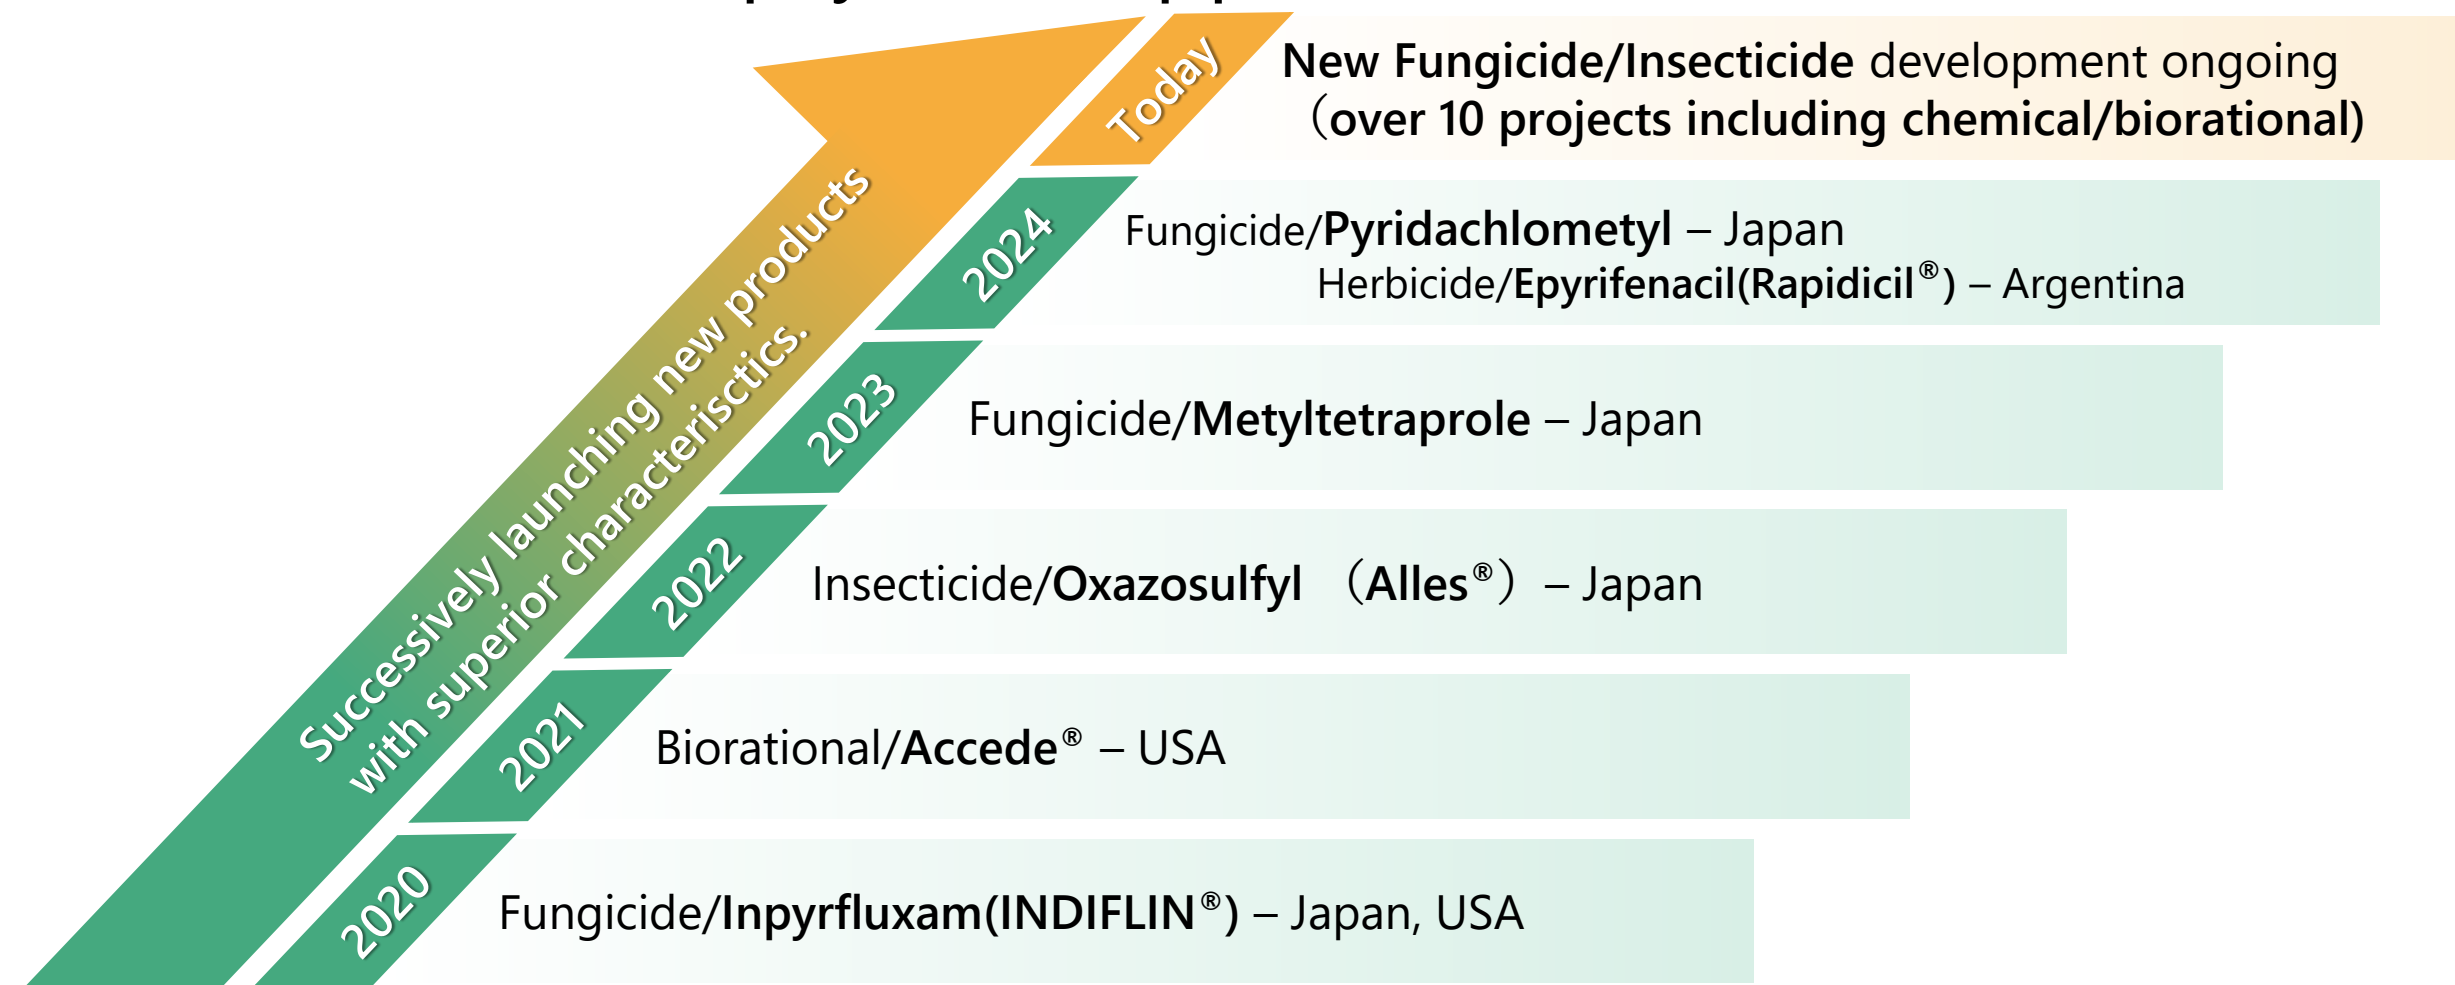 New Fungicide/Insecticide development ongoing
（over 10 projects including chemical/biorational)
Today
Fungicide/Pyridachlometyl – Japan
Herbicide/Epyrifenacil(Rapidicil®) – Argentina
2024
Fungicide/Metyltetraprole – Japan
2023
Insecticide/Oxazosulfyl （Alles®）– Japan
2022
Biorational/Accede® – USA
2021
Fungicide/Inpyrfluxam(INDIFLIN®) – Japan, USA
2020
Successively launching new products
with superior characterisctics.